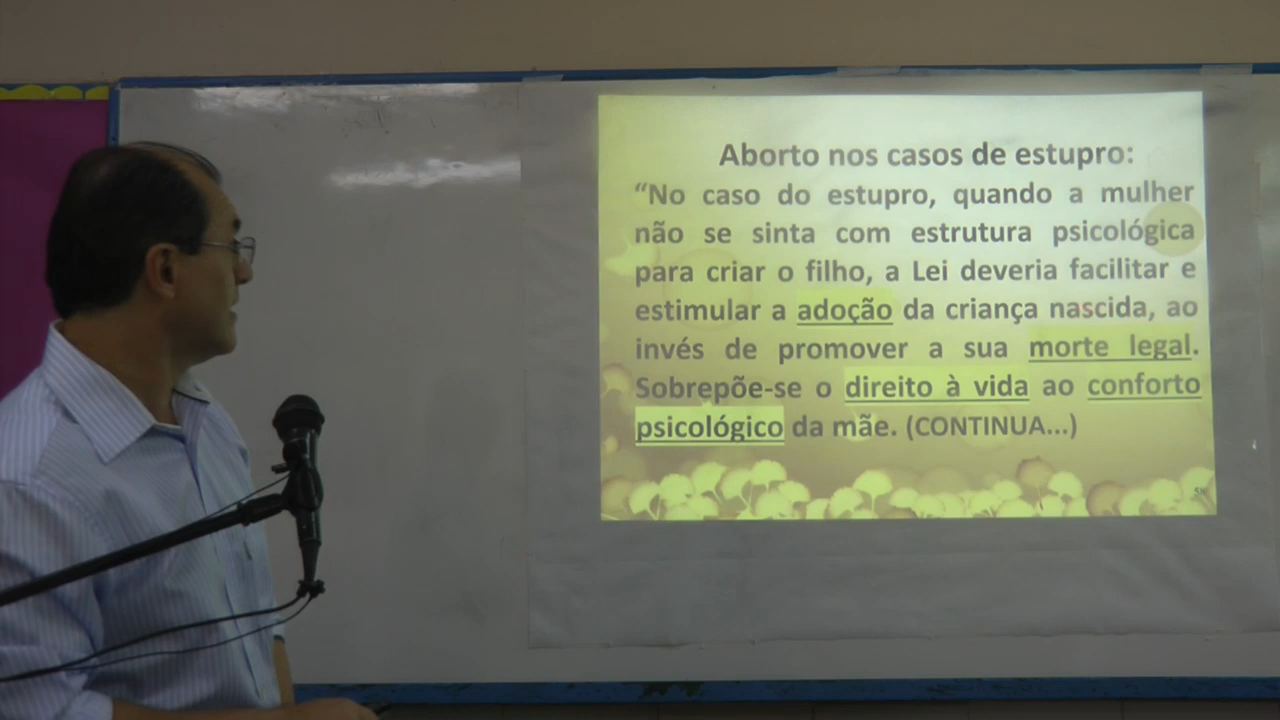 Aborto nos casos de estupro:
“No caso do estupro, quando a mulher
não se sinta com estrutura psicológica
para criar o filho, a Lei deveria facilitar e
estimular a adoção da criança nascida, ao
invés de promover a sua morte legal.
Sobrepõe-se o direito à vida ao conforto
psicológico da mãe. (CONTINUA...)